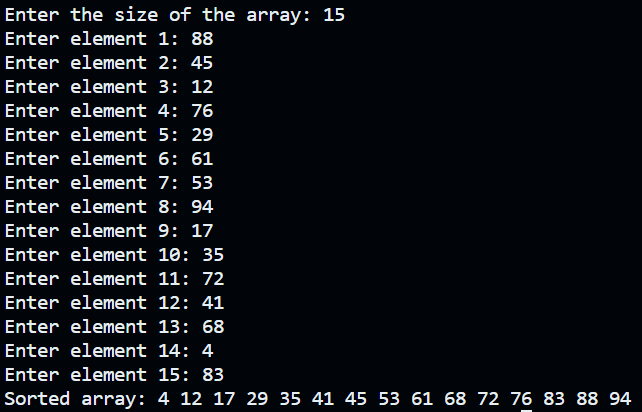 Enter the size of the array: 15
Enter element 1: 88
Enter element 2: 45
Enter element 3: 12
Enter element 4: 76
Enter element 5: 29
Enter element 6: 61
Enter element 7: 53
Enter element 8: 94
Enter element 9: 17
Enter element 10: 35
Enter element 11: 72
Enter element 12: 41
Enter element 13: 68
Enter element 14: 4
Enter element 15: 83
Sorted array: 4 12 17 29 35 41 45 53 61 68 72 76 83 88 94